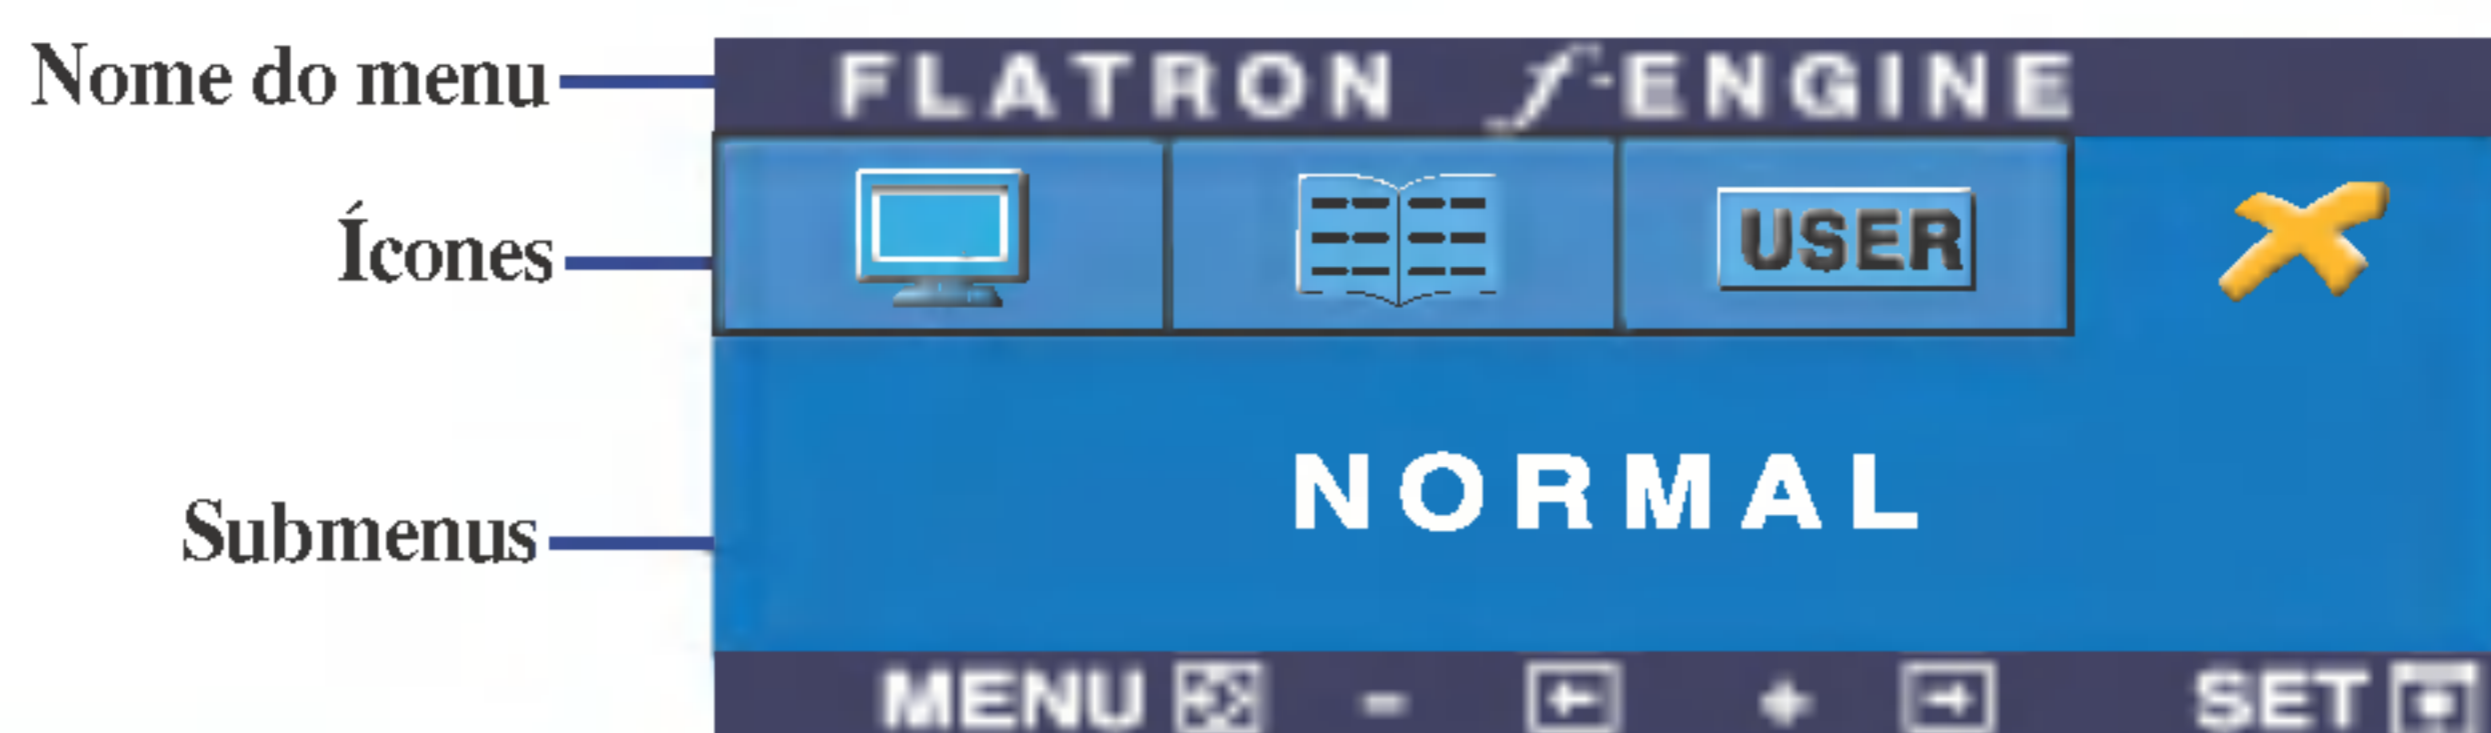 Nome do menu
FLATRON f-ENGINE
Ícones
USER
Submenus
NORMAL
MENU - + SET